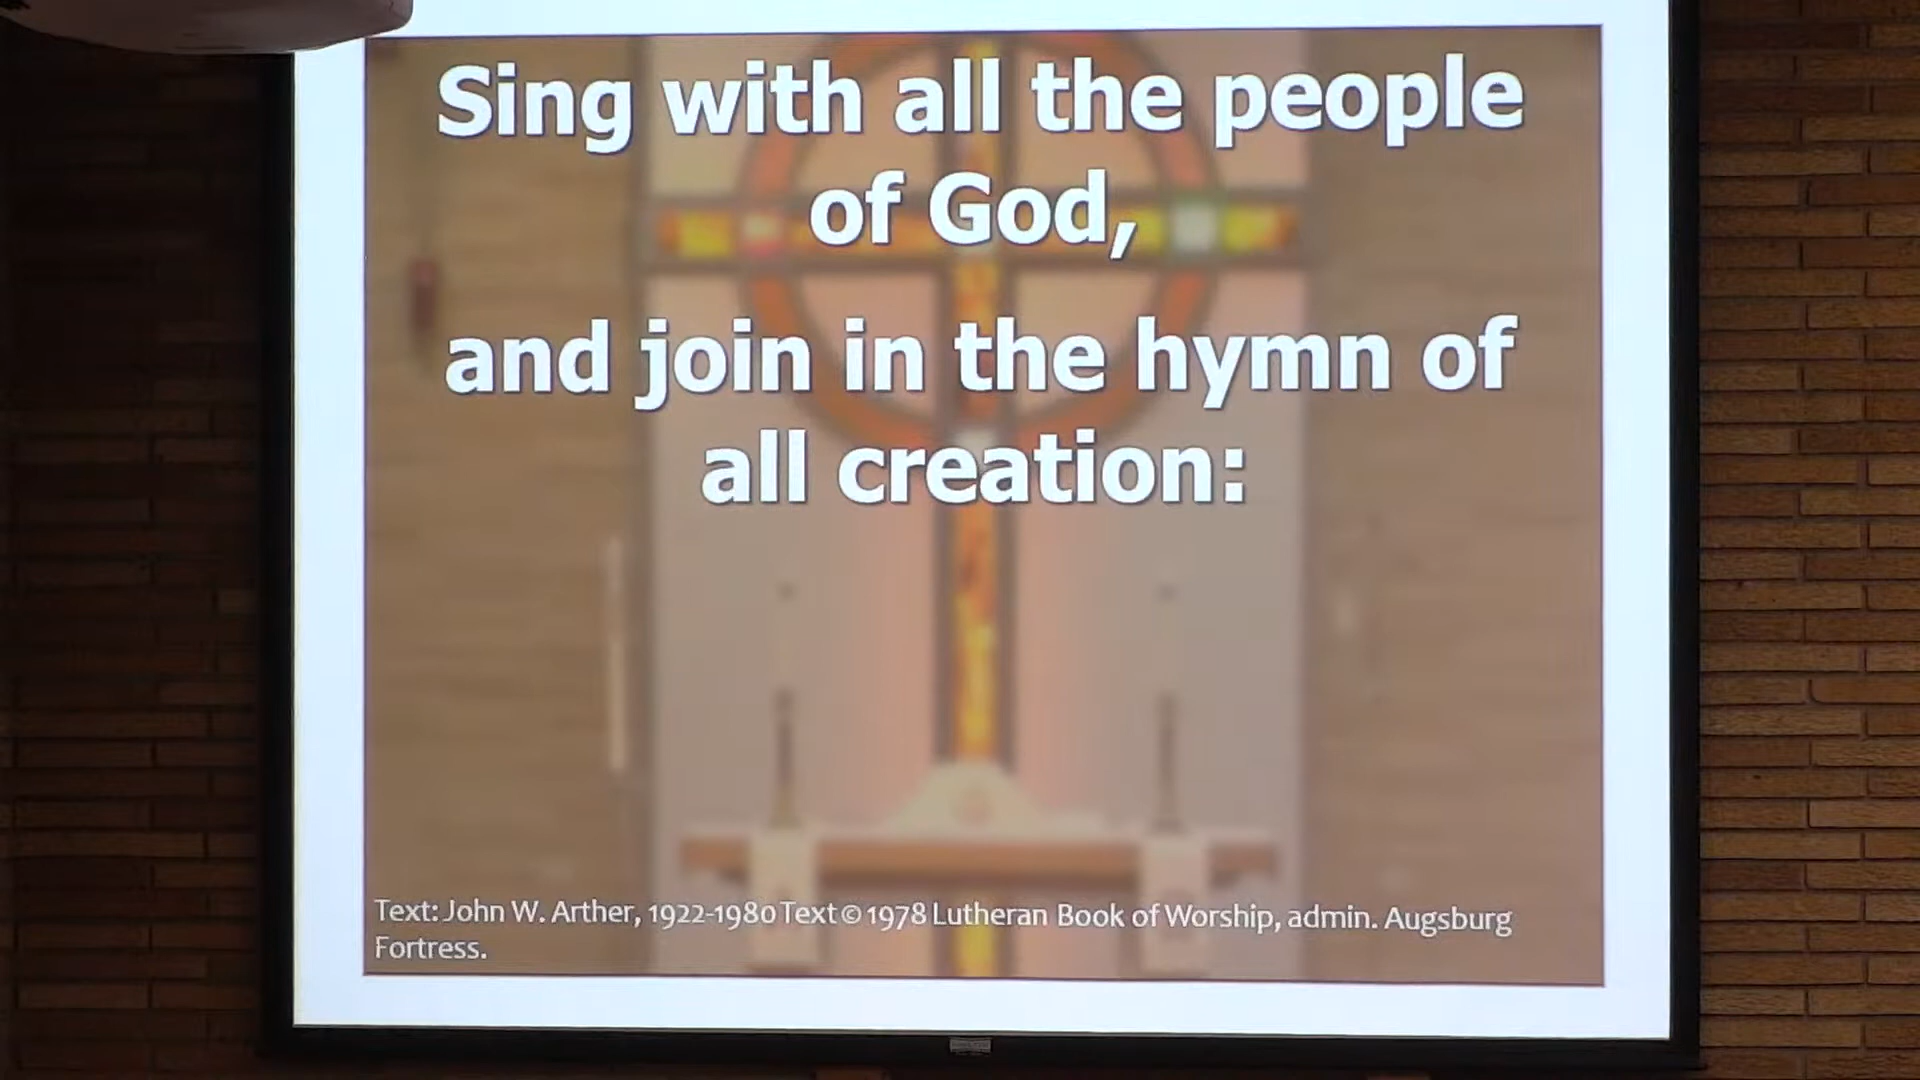 Sing with all the people
of God,
and join in the hymn of
all creation:
Text: John W. Arther, 1922-1980 Text © 1978 Lutheran Book of Worship, admin. Augsburg
Fortress.